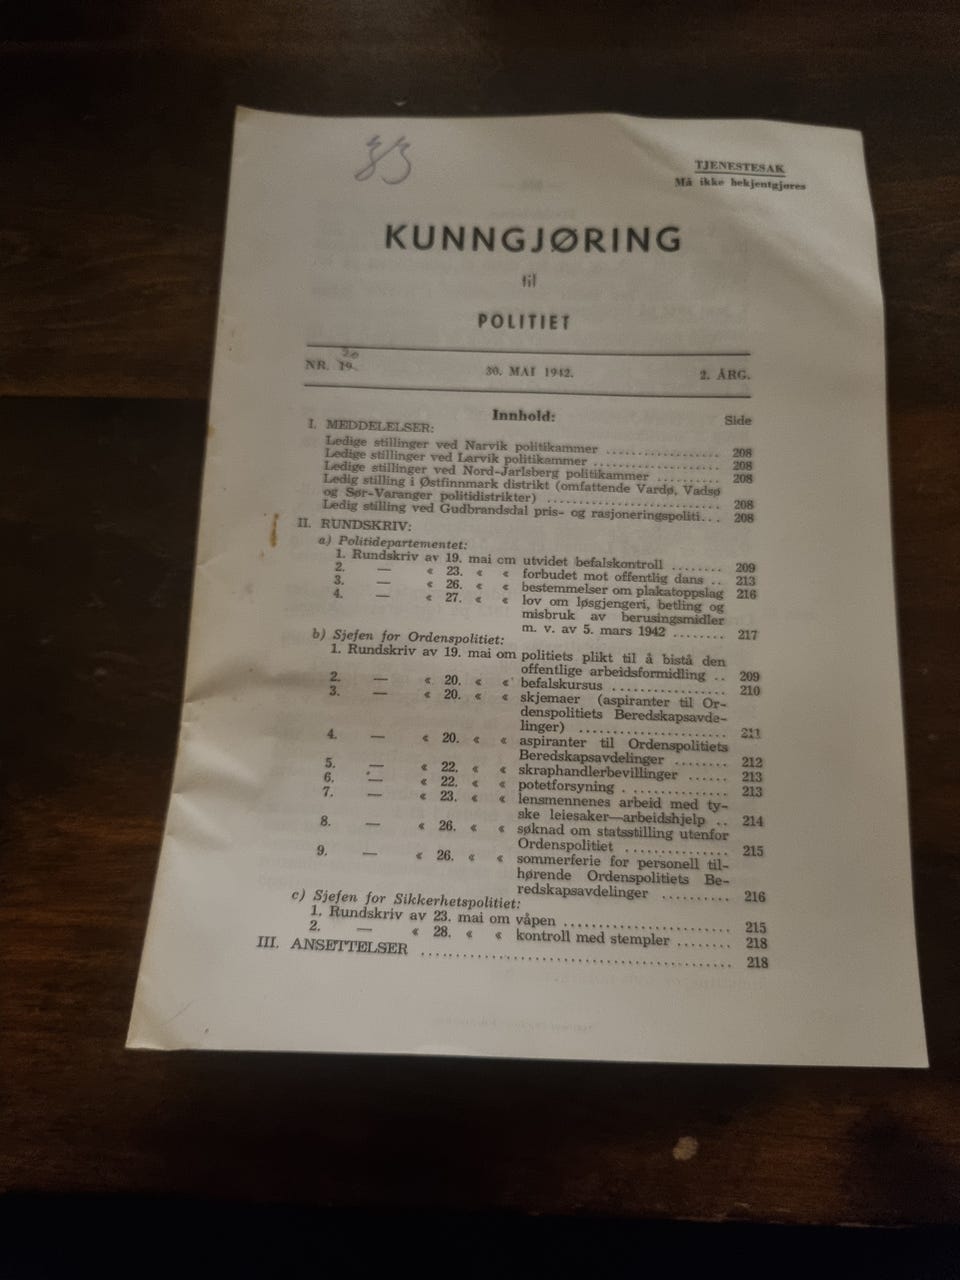 33
TJENESTESAK
Må ikke bekjentgjøres
KUNNGJØRING
til
POLITIET
20
NR. 19. 30. MAI 1942. 2. ÅRG.
Innhold: Side
I. MEDDELELSER:
Ledige stillinger ved Narvik politikammer .................... 208
Ledige stillinger ved Larvik politikammer .................... 208
Ledige stillinger ved Nord-Jarlsberg politikammer ............ 208
Ledig stilling i Østfinnmark distrikt (omfattende Vardø, Vadsø
og Sør-Varanger politidistrikter) ............................ 208
Ledig stilling ved Gudbrandsdal pris- og rasjoneringspoliti... 208
II. RUNDSKRIV:
a) Politidepartementet:
1. Rundskriv av 19. mai om utvidet befalskontroll ........ 209
2. — « 23. « « forbudet mot offentlig dans .. 213
3. — « 26. « « bestemmelser om plakatoppslag 216
4. — « 27. « « lov om løsgjengeri, betling og
misbruk av berusingsmidler
m. v. av 5. mars 1942 ........ 217
b) Sjefen for Ordenspolitiet:
1. Rundskriv av 19. mai om politiets plikt til å bistå den
offentlige arbeidsformidling .. 209
2. — « 20. « « befalskursus ................. 210
3. — « 20. « « skjemaer (aspiranter til Or-
denspolitiets Beredskapsavde-
linger) ...................... 211
4. — « 20. « « aspiranter til Ordenspolitiets
Beredskapsavdelinger ......... 212
5. — « 22. « « skraphandlerbevillinger ...... 213
6. — « 22. « « potetforsyning . .............. 213
7. — « 23. « « lensmennenes arbeid med ty-
ske leiesaker—arbeidshjelp .. 214
8. — « 26. « « søknad om statsstilling utenfor
Ordenspolitiet ............... 215
9. — « 26. « « sommerferie for personell til-
hørende Ordenspolitiets Be-
redskapsavdelinger .......... 216
c) Sjefen for Sikkerhetspolitiet:
1. Rundskriv av 23. mai om våpen ........................ 215
2. — « 28. « « kontroll med stempler ........ 218
III. ANSETTELSER ............................................. 218